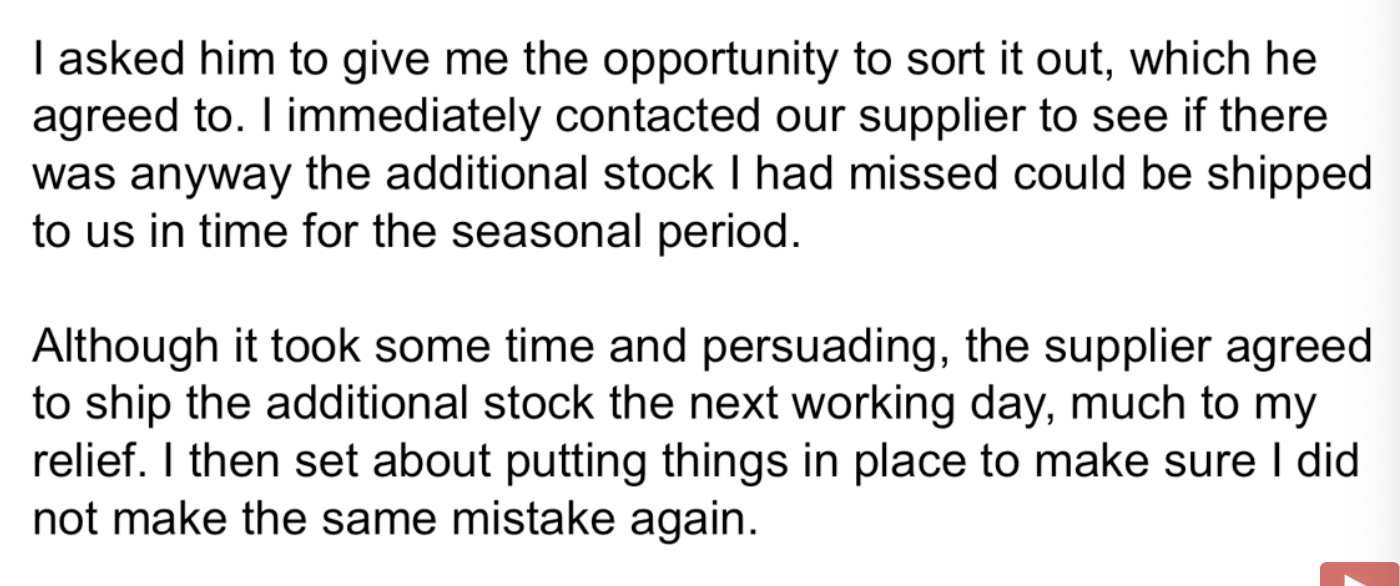 I asked him to give me the opportunity to sort it out, which he
agreed to. I immediately contacted our supplier to see if there
was anyway the additional stock I had missed could be shipped
to us in time for the seasonal period.
Although it took some time and persuading, the supplier agreed
to ship the additional stock the next working day, much to my
relief. I then set about putting things in place to make sure I did
not make the same mistake again.